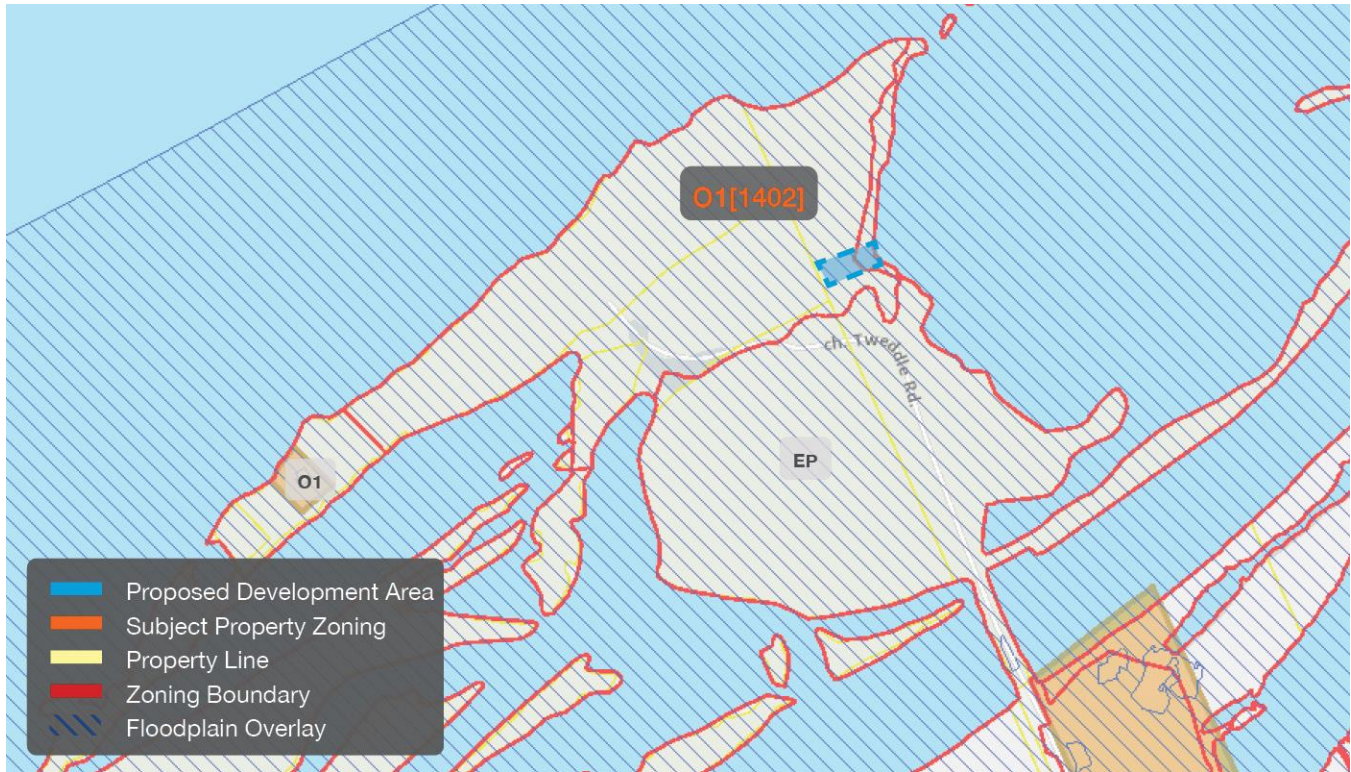 O1[1402]
ch. Tweddle Rd.
EP
O1
Proposed Development Area
Subject Property Zoning
Property Line
Zoning Boundary
Floodplain Overlay